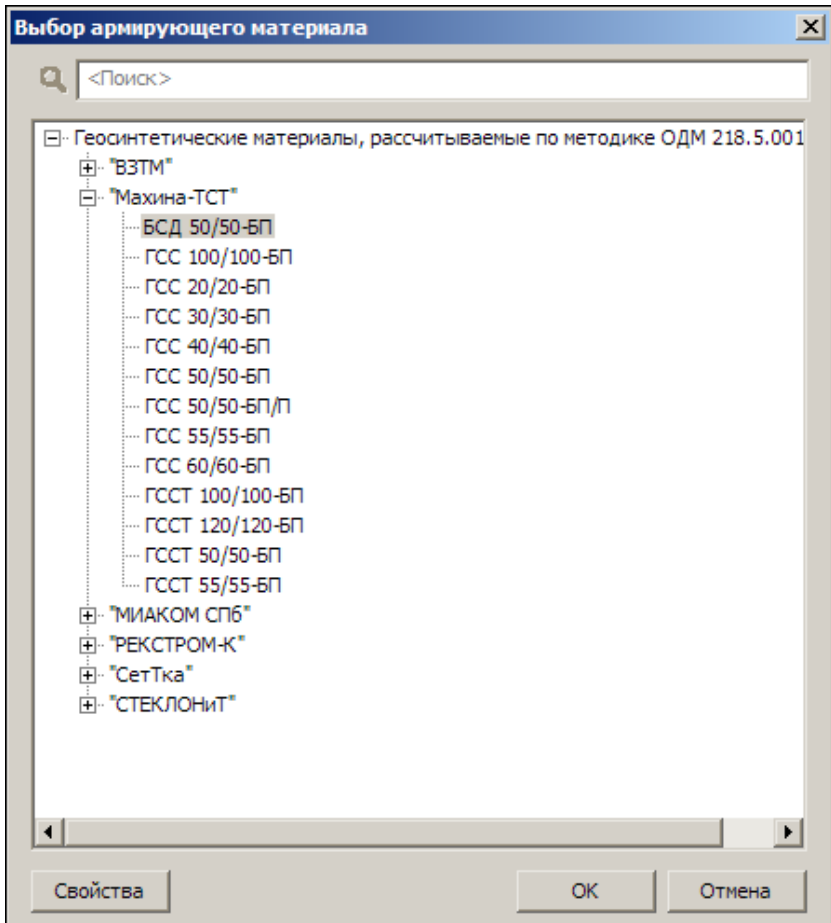 Выбор армирующего материала
<Поиск>
Геосинтетические материалы, рассчитываемые по методике ОДМ 218.5.001
"ВЗТМ"
"Махина-ТСТ"
БСД 50/50-БП
ГСС 100/100-БП
ГСС 20/20-БП
ГСС 30/30-БП
ГСС 40/40-БП
ГСС 50/50-БП
ГСС 50/50-БП/П
ГСС 55/55-БП
ГСС 60/60-БП
ГССТ 100/100-БП
ГССТ 120/120-БП
ГССТ 50/50-БП
ГССТ 55/55-БП
"МИАКОМ СПб"
"РЕКСТРОМ-К"
"СетТка"
"СТЕКЛОНиТ"
Свойства OK Отмена